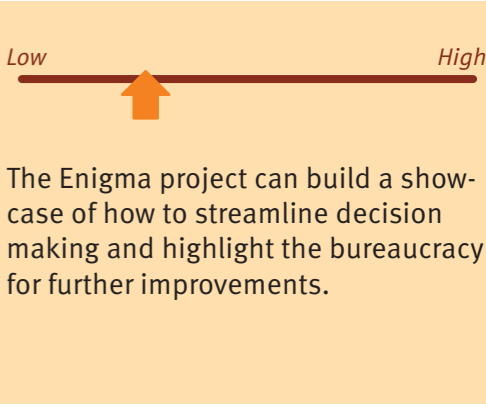 Low High
The Enigma project can build a show-
case of how to streamline decision
making and highlight the bureaucracy
for further improvements.